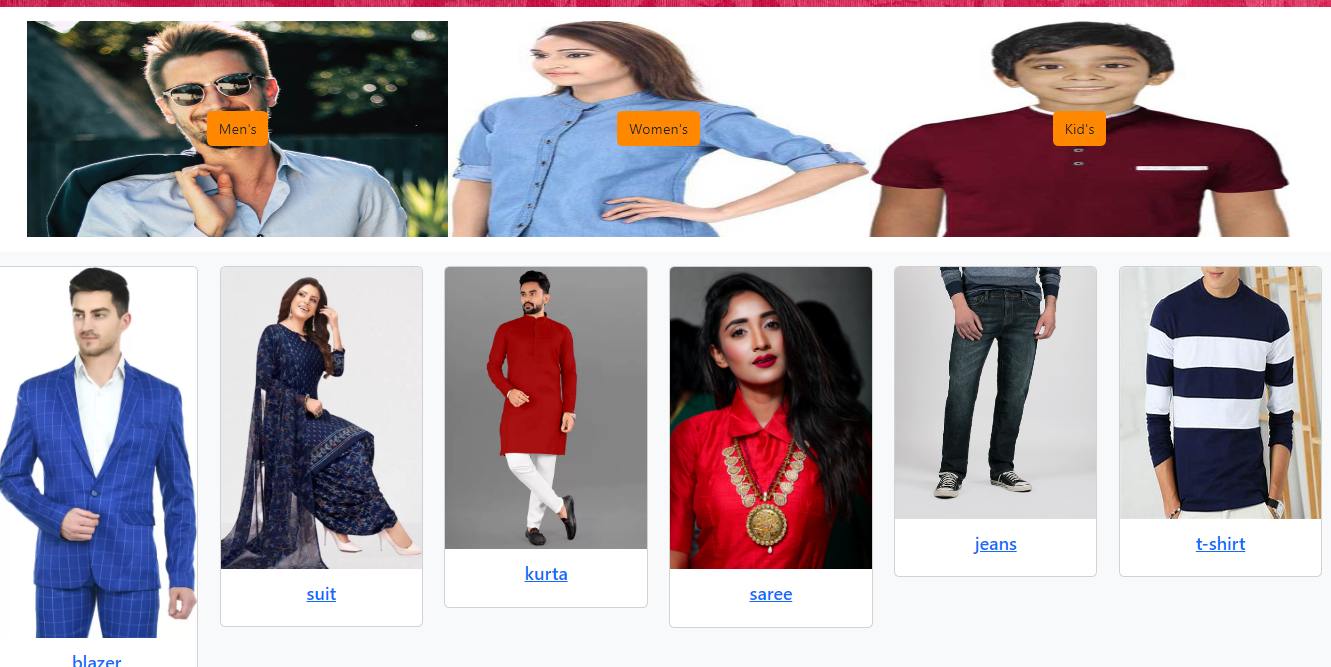 Men's
Women's
Kid's
suit
kurta
saree
jeans
t-shirt
blazer